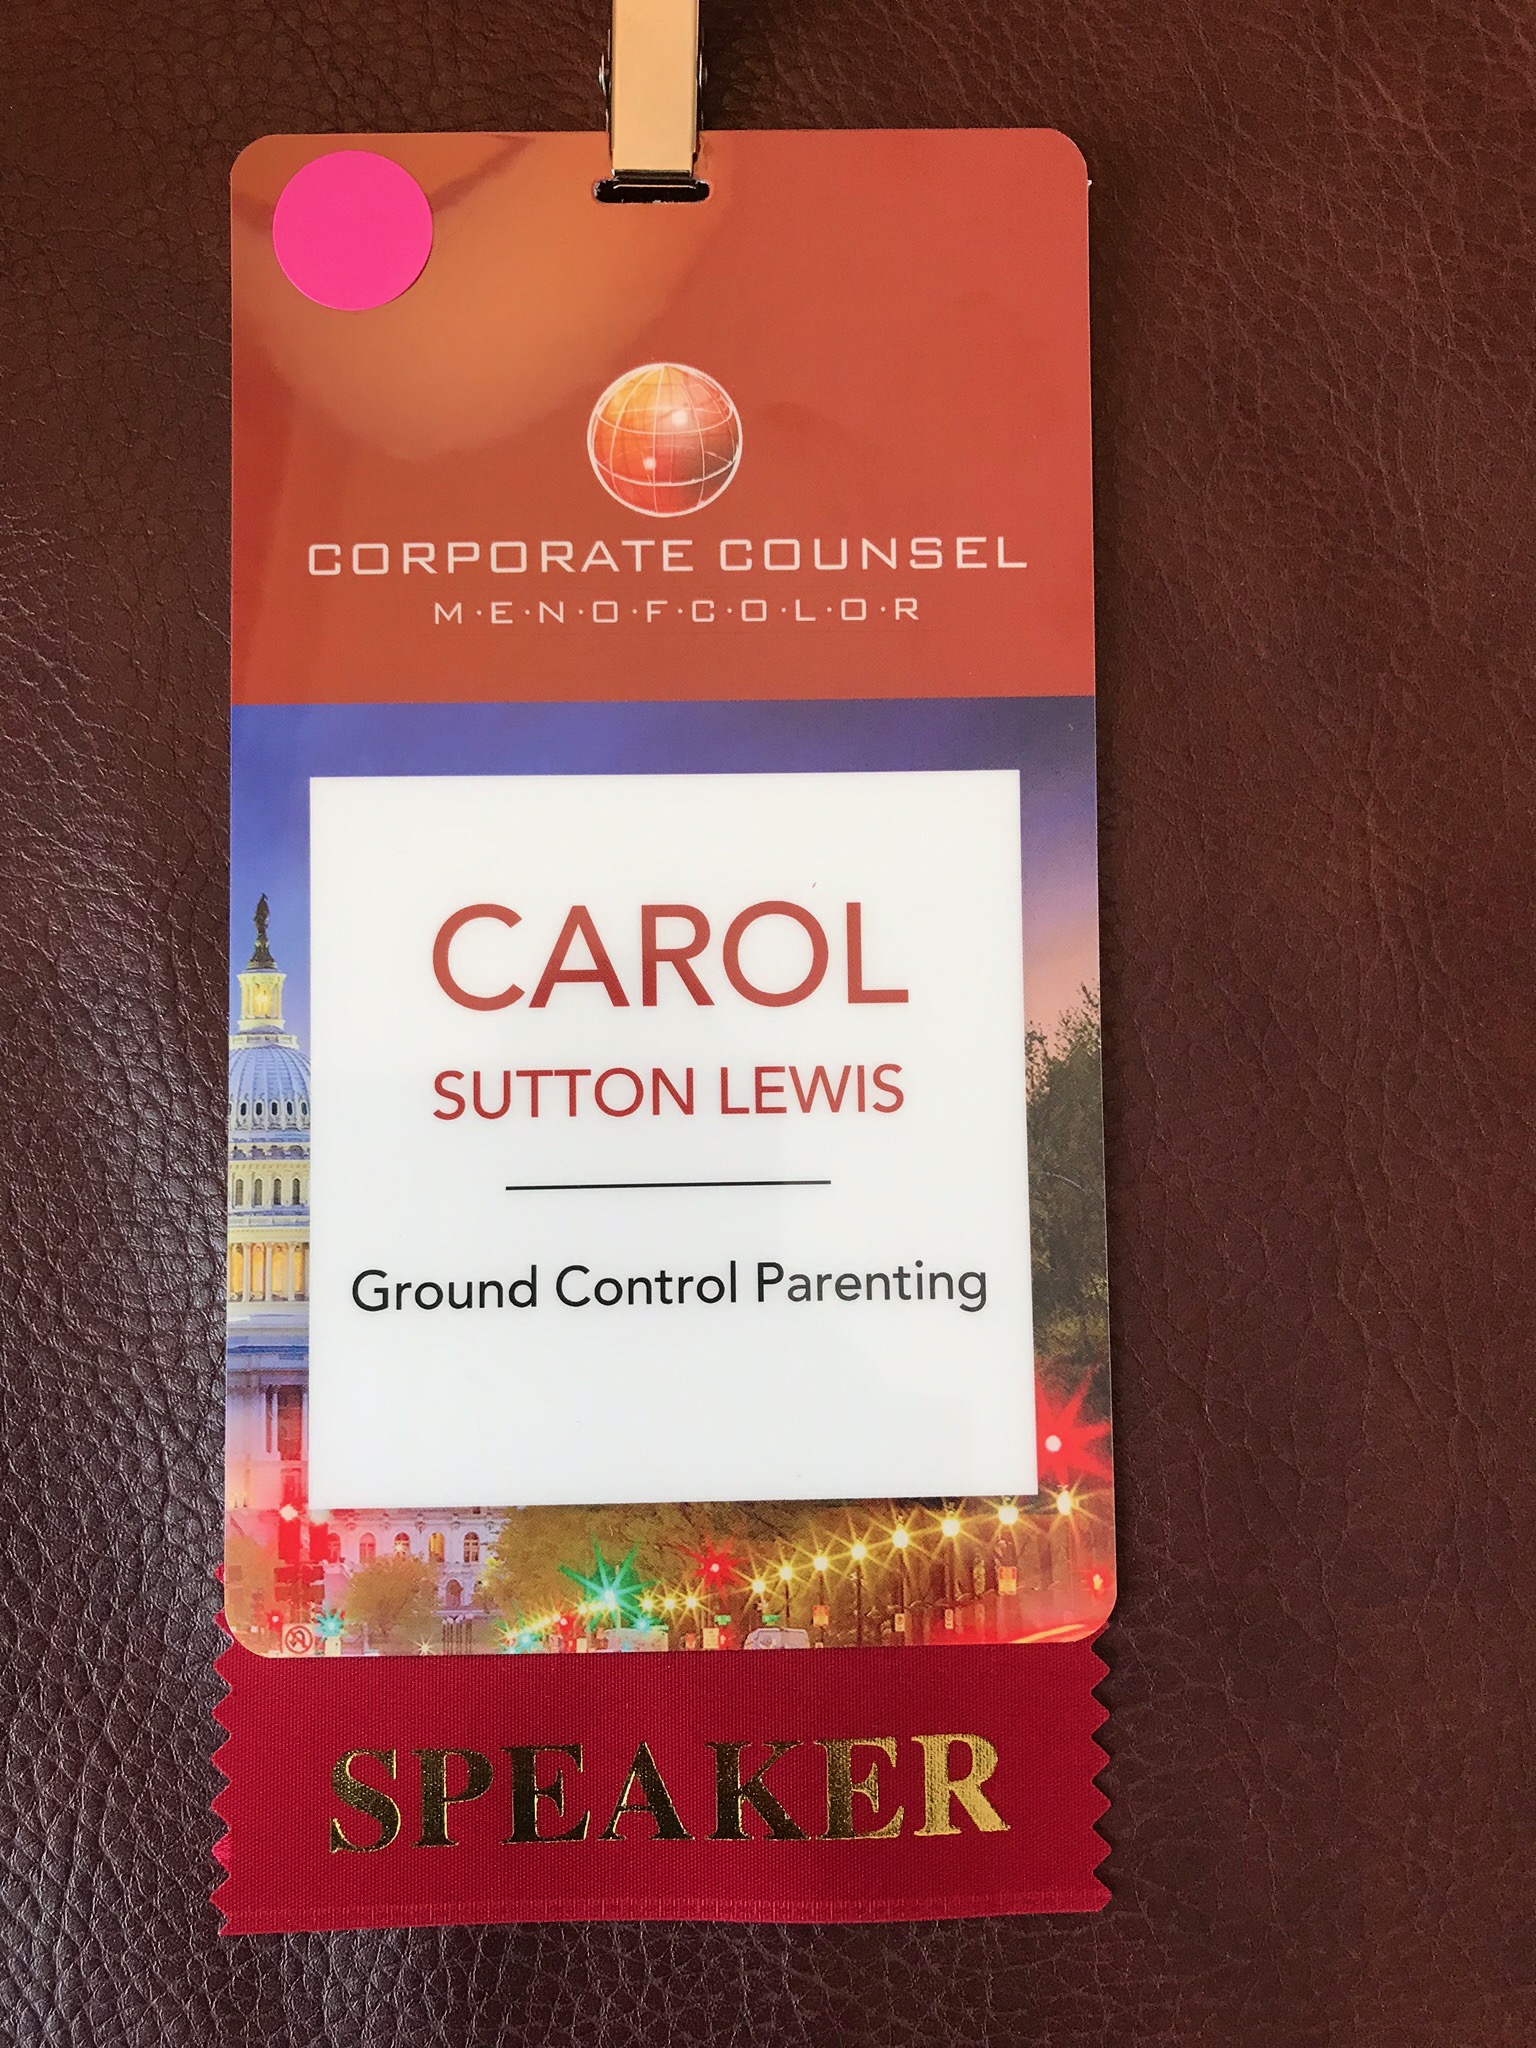 CORPORATE COUNSEL
M·E·N·O·F·C·O·L·O·R
CAROL
SUTTON LEWIS
Ground Control Parenting
SPEAKER